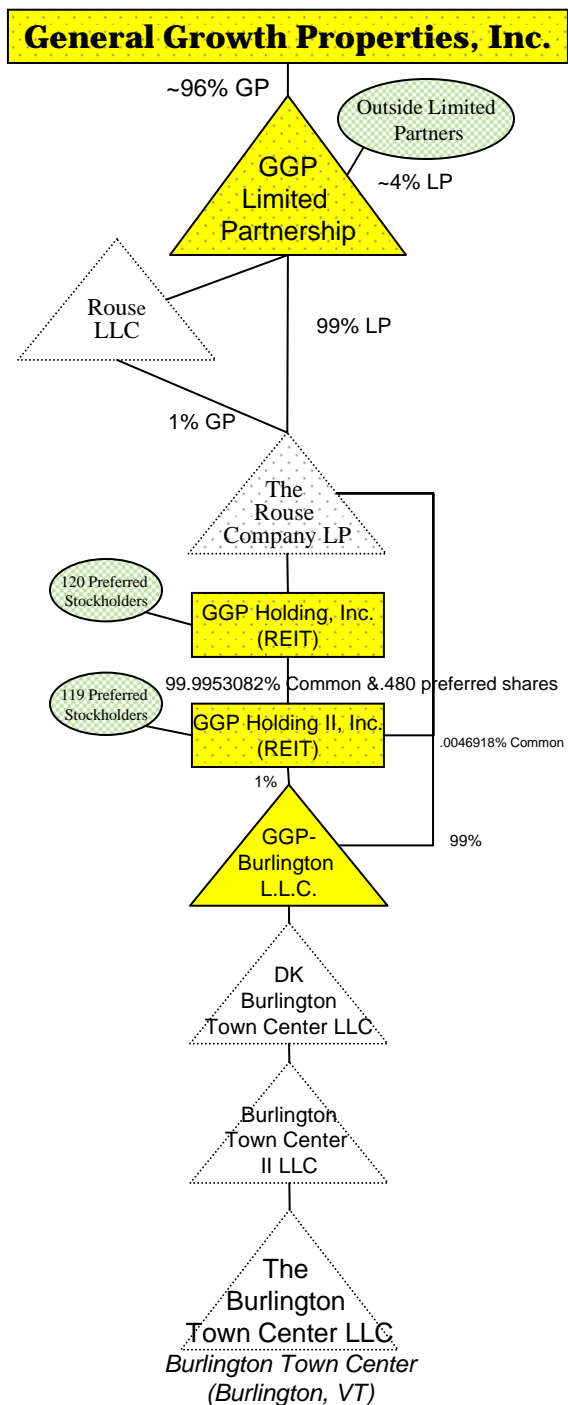 General Growth Properties, Inc.
~96% GP
Outside Limited
Partners
GGP
Limited
Partnership
~4% LP
Rouse
LLC
99% LP
1% GP
The
Rouse
Company LP
120 Preferred
Stockholders
GGP Holding, Inc.
(REIT)
99.9953082% Common &.480 preferred shares
119 Preferred
Stockholders
GGP Holding II, Inc.
(REIT)
.0046918% Common
1%
GGP-
Burlington
L.L.C.
99%
DK
Burlington
Town Center LLC
Burlington
Town Center
II LLC
The
Burlington
Town Center LLC
Burlington Town Center
(Burlington, VT)